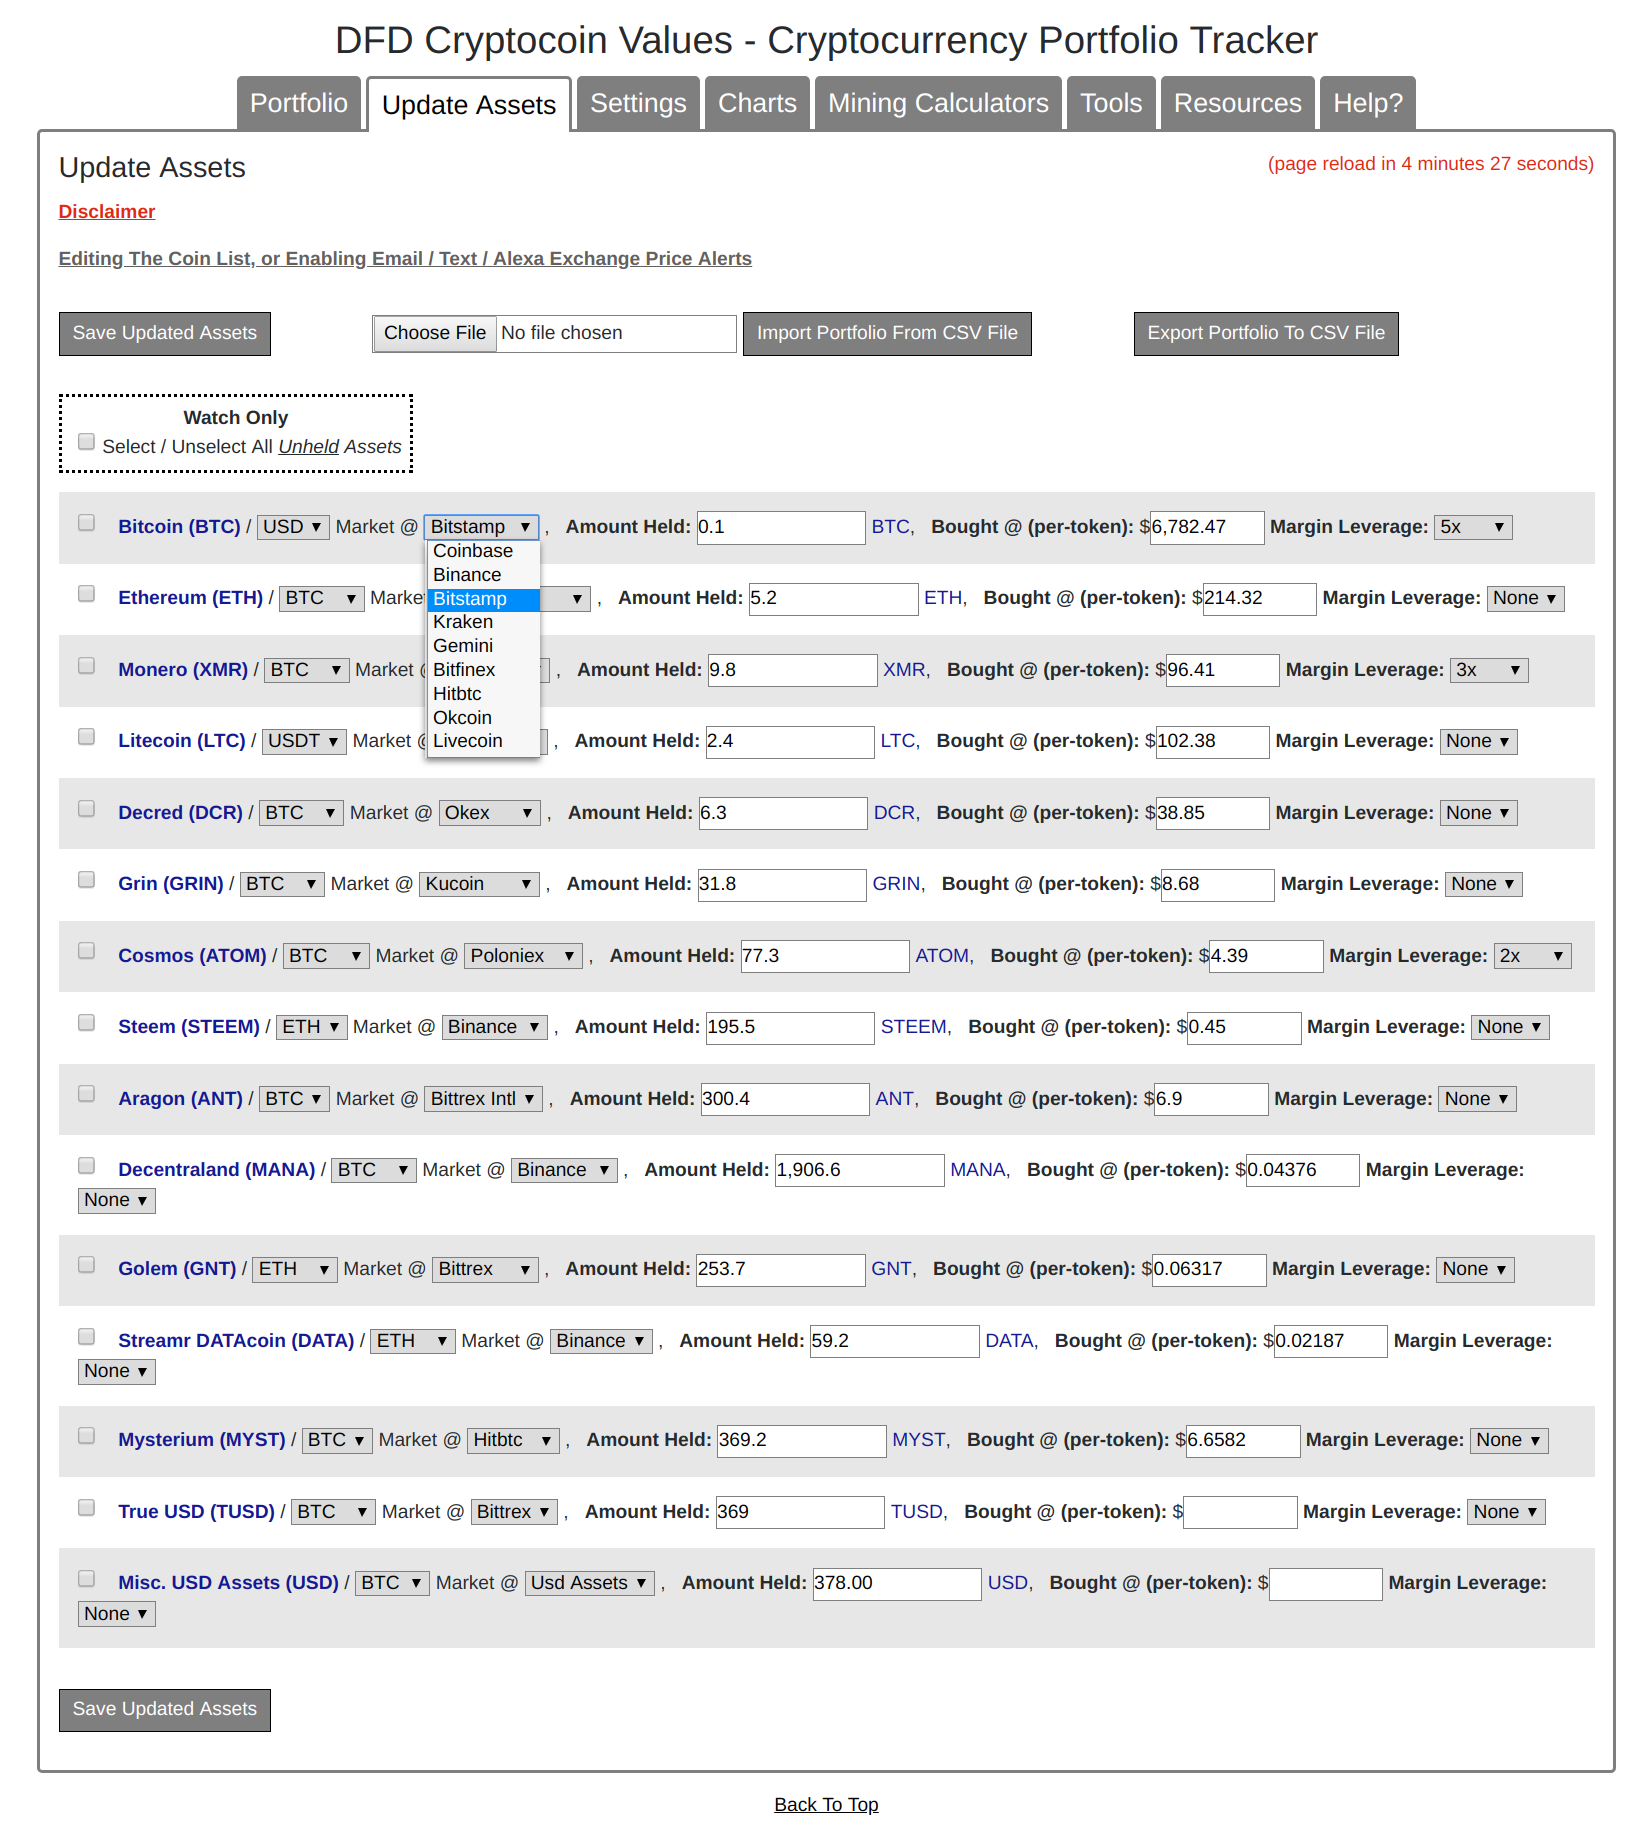 DFD Cryptocoin Values - Cryptocurrency Portfolio Tracker
Portfolio Update Assets Settings Charts Mining Calculators Tools Resources Help?
Update Assets (page reload in 4 minutes 27 seconds)
Disclaimer
Editing The Coin List, or Enabling Email / Text / Alexa Exchange Price Alerts
Save Updated Assets Choose File No file chosen Import Portfolio From CSV File Export Portfolio To CSV File
Watch Only
Select / Unselect All Unheld Assets
Bitcoin (BTC) / USD Market @ Bitstamp , Amount Held: 0.1 BTC, Bought @ (per-token): $6,782.47 Margin Leverage: 5x
Coinbase
Binance
Bitstamp
Kraken
Gemini
Bitfinex
Hitbtc
Okcoin
Livecoin
Ethereum (ETH) / BTC Market , Amount Held: 5.2 ETH, Bought @ (per-token): $214.32 Margin Leverage: None
Monero (XMR) / BTC Market @ , Amount Held: 9.8 XMR, Bought @ (per-token): $96.41 Margin Leverage: 3x
Litecoin (LTC) / USDT Market @ , Amount Held: 2.4 LTC, Bought @ (per-token): $102.38 Margin Leverage: None
Decred (DCR) / BTC Market @ Okex , Amount Held: 6.3 DCR, Bought @ (per-token): $38.85 Margin Leverage: None
Grin (GRIN) / BTC Market @ Kucoin , Amount Held: 31.8 GRIN, Bought @ (per-token): $8.68 Margin Leverage: None
Cosmos (ATOM) / BTC Market @ Poloniex , Amount Held: 77.3 ATOM, Bought @ (per-token): $4.39 Margin Leverage: 2x
Steem (STEEM) / ETH Market @ Binance , Amount Held: 195.5 STEEM, Bought @ (per-token): $0.45 Margin Leverage: None
Aragon (ANT) / BTC Market @ Bittrex Intl , Amount Held: 300.4 ANT, Bought @ (per-token): $6.9 Margin Leverage: None
Decentraland (MANA) / BTC Market @ Binance , Amount Held: 1,906.6 MANA, Bought @ (per-token): $0.04376 Margin Leverage:
None
Golem (GNT) / ETH Market @ Bittrex , Amount Held: 253.7 GNT, Bought @ (per-token): $0.06317 Margin Leverage: None
Streamr DATAcoin (DATA) / ETH Market @ Binance , Amount Held: 59.2 DATA, Bought @ (per-token): $0.02187 Margin Leverage:
None
Mysterium (MYST) / BTC Market @ Hitbtc , Amount Held: 369.2 MYST, Bought @ (per-token): $6.6582 Margin Leverage: None
True USD (TUSD) / BTC Market @ Bittrex , Amount Held: 369 TUSD, Bought @ (per-token): $ Margin Leverage: None
Misc. USD Assets (USD) / BTC Market @ Usd Assets , Amount Held: 378.00 USD, Bought @ (per-token): $ Margin Leverage:
None
Save Updated Assets
Back To Top